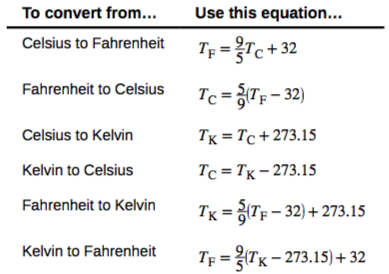 To convert from... Use this equation...
Celsius to Fahrenheit T_F = 9/5 T_C + 32
Fahrenheit to Celsius T_C = 5/9(T_F − 32)
Celsius to Kelvin T_K = T_C + 273.15
Kelvin to Celsius T_C = T_K − 273.15
Fahrenheit to Kelvin T_K = 5/9(T_F − 32) + 273.15
Kelvin to Fahrenheit T_F = 9/5(T_K − 273.15) + 32